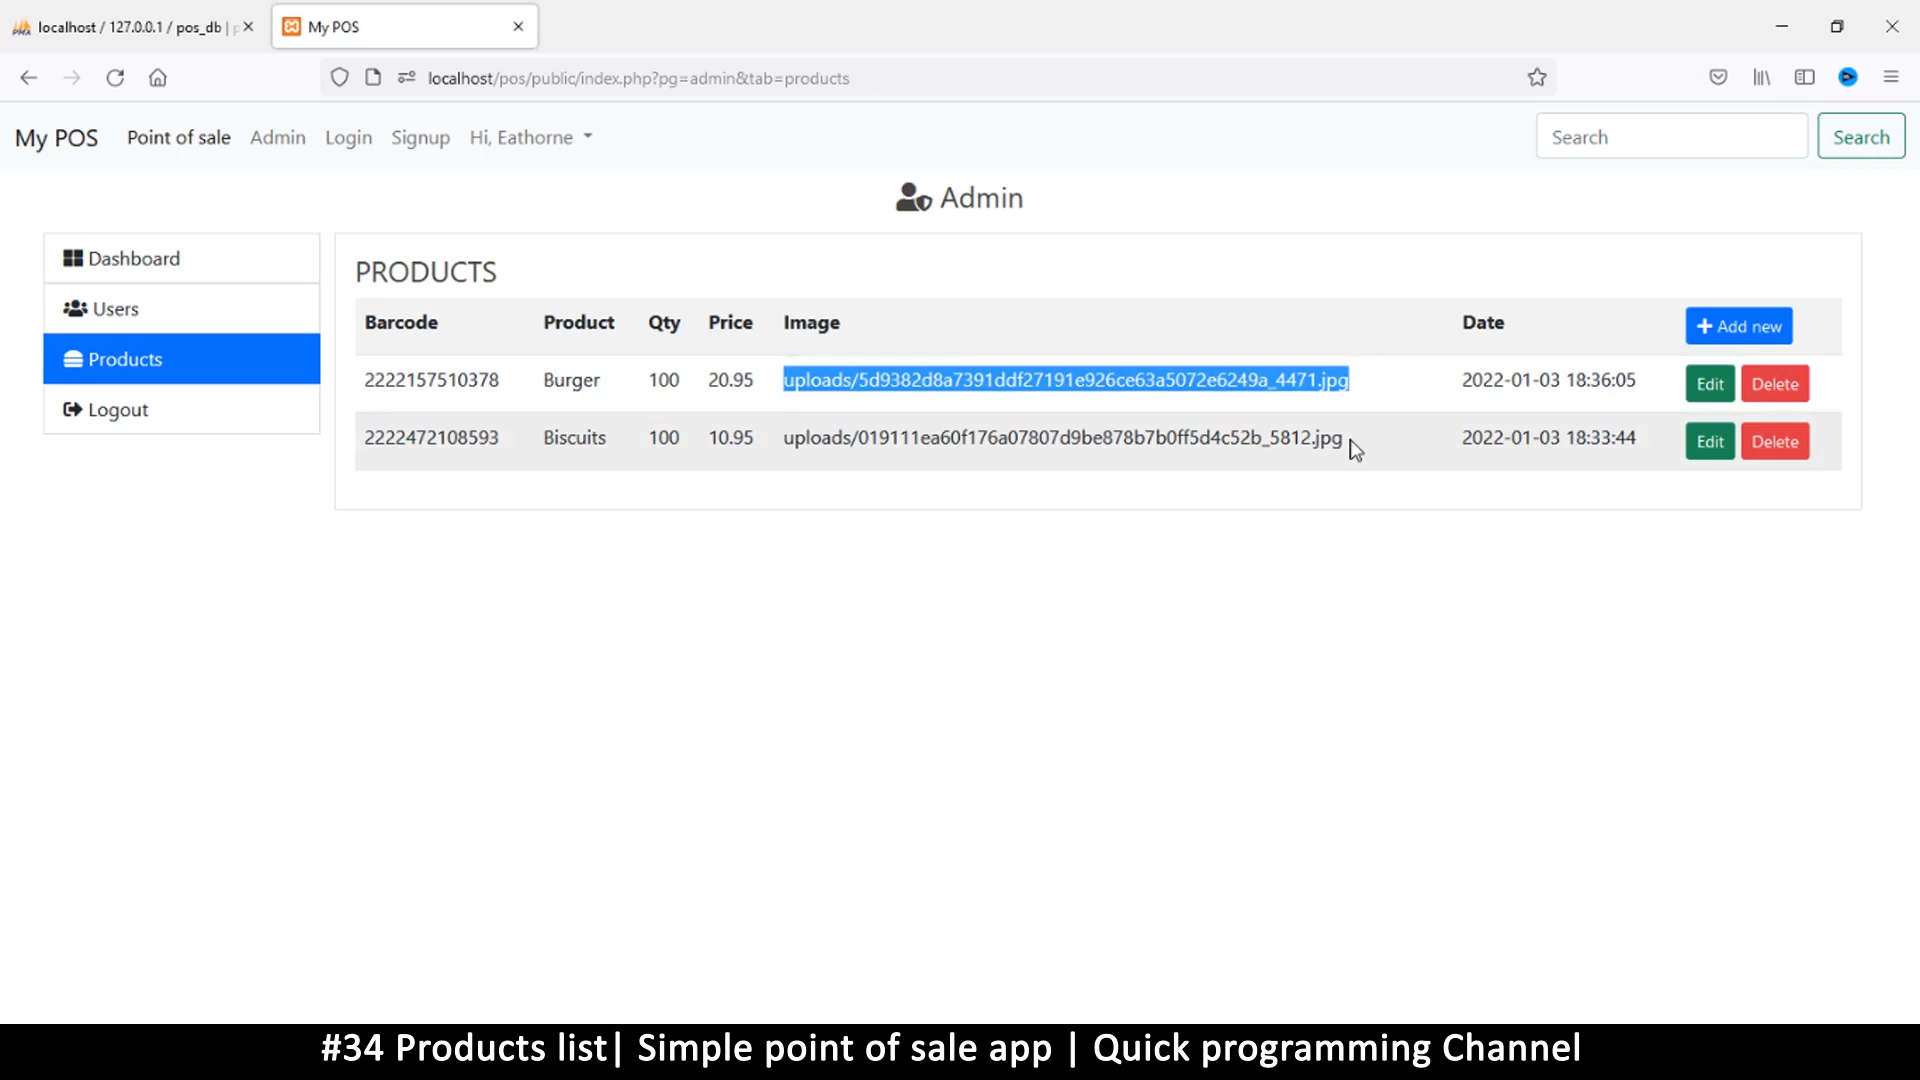 localhost / 127.0.0.1 / pos_db | p
My POS
localhost/pos/public/index.php?pg=admin&tab=products
My POS Point of sale Admin Login Signup Hi, Eathorne Search Search
Admin
Dashboard
Users
Products
Logout
PRODUCTS
Barcode Product Qty Price Image Date Add new
2222157510378 Burger 100 20.95 uploads/5d9382d8a7391ddf27191e926ce63a5072e6249a_4471.jpg 2022-01-03 18:36:05 Edit Delete
2222472108593 Biscuits 100 10.95 uploads/019111ea60f176a07807d9be878b7b0ff5d4c52b_5812.jpg 2022-01-03 18:33:44 Edit Delete
#34 Products list| Simple point of sale app | Quick programming Channel